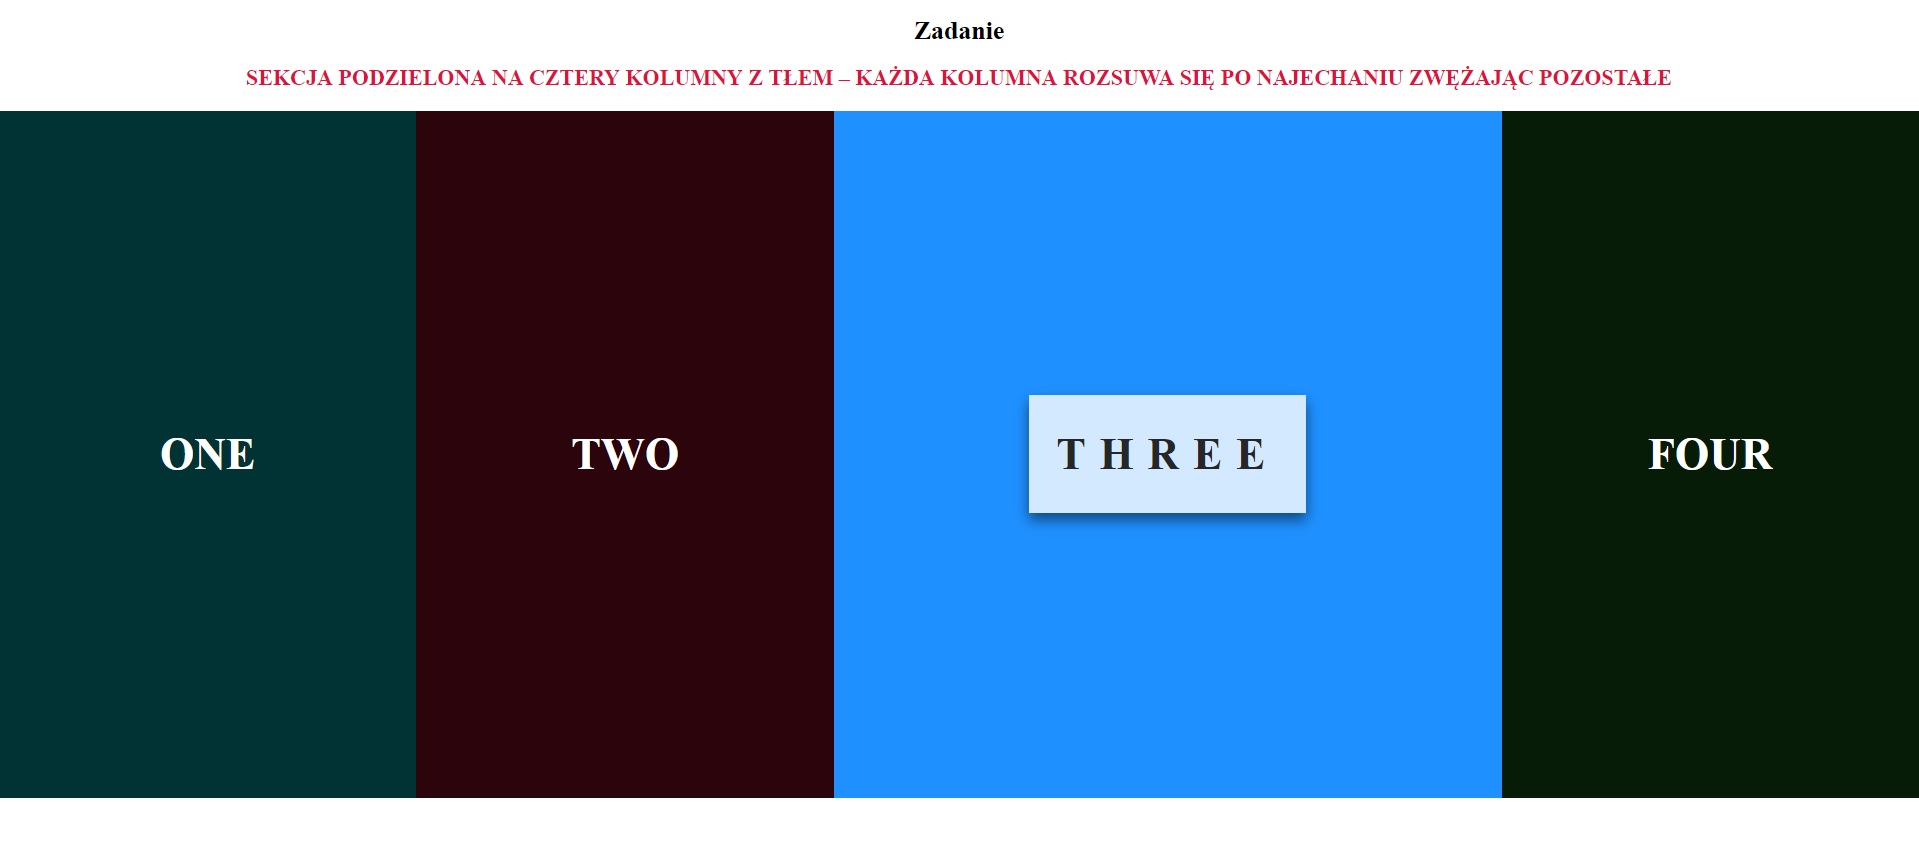 Zadanie
SEKCJA PODZIELONA NA CZTERY KOLUMNY Z TŁEM – KAŻDA KOLUMNA ROZSUWA SIĘ PO NAJECHANIU ZWĘŻAJĄC POZOSTAŁE
ONE
TWO
THREE
FOUR